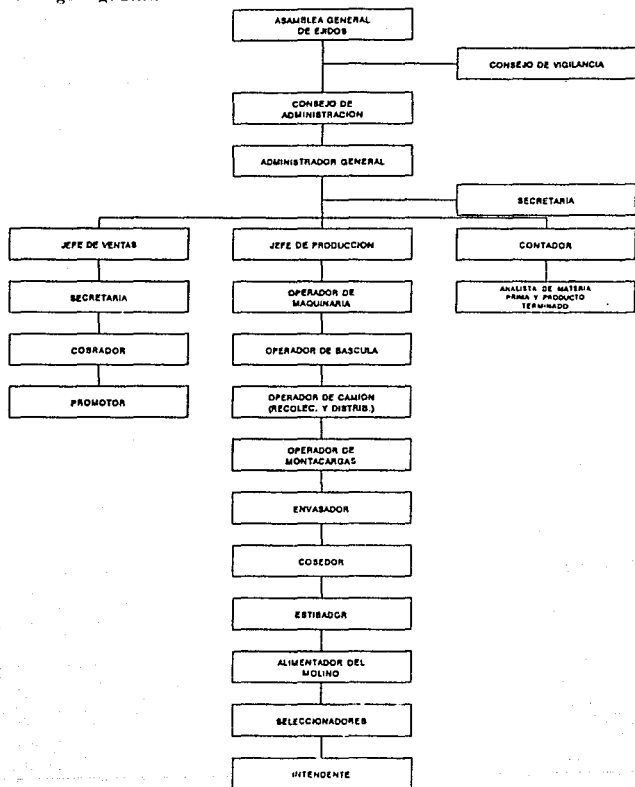 ASAMBLEA GENERAL
DE EJIDOS
CONSEJO DE VIGILANCIA
CONSEJO DE
ADMINISTRACION
ADMINISTRADOR GENERAL
SECRETARIA
JEFE DE VENTAS
JEFE DE PRODUCCION
CONTADOR
SECRETARIA
OPERADOR DE
MAQUINARIA
ANALISTA DE MATERIA
PRIMA Y PRODUCTO
TERMINADO
COBRADOR
OPERADOR DE BASCULA
PROMOTOR
OPERADOR DE CAMION
(RECOLEC. Y DISTRIB.)
OPERADOR DE
MONTACARGAS
ENVASADOR
COSEDOR
ESTIBADOR
ALIMENTADOR DEL
MOLINO
SELECCIONADORES
INTENDENTE